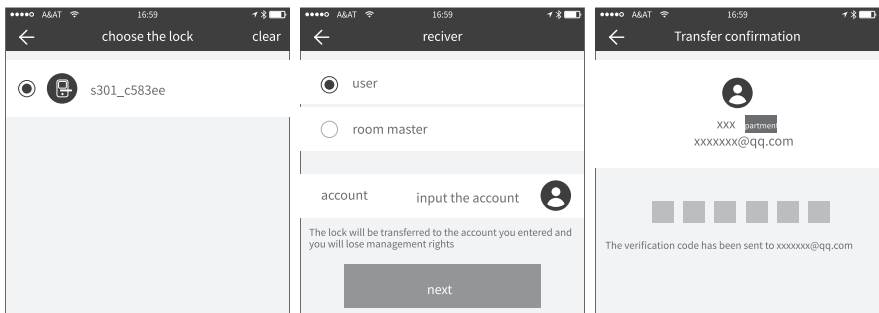 A&AT 16:59
choose the lock clear
s301_c583ee
A&AT 16:59
reciver
user
room master
account input the account
The lock will be transferred to the account you entered and
you will lose management rights
next
A&AT 16:59
Transfer confirmation
xxx partment
xxxxxxx@qq.com
The verification code has been sent to xxxxxxx@qq.com